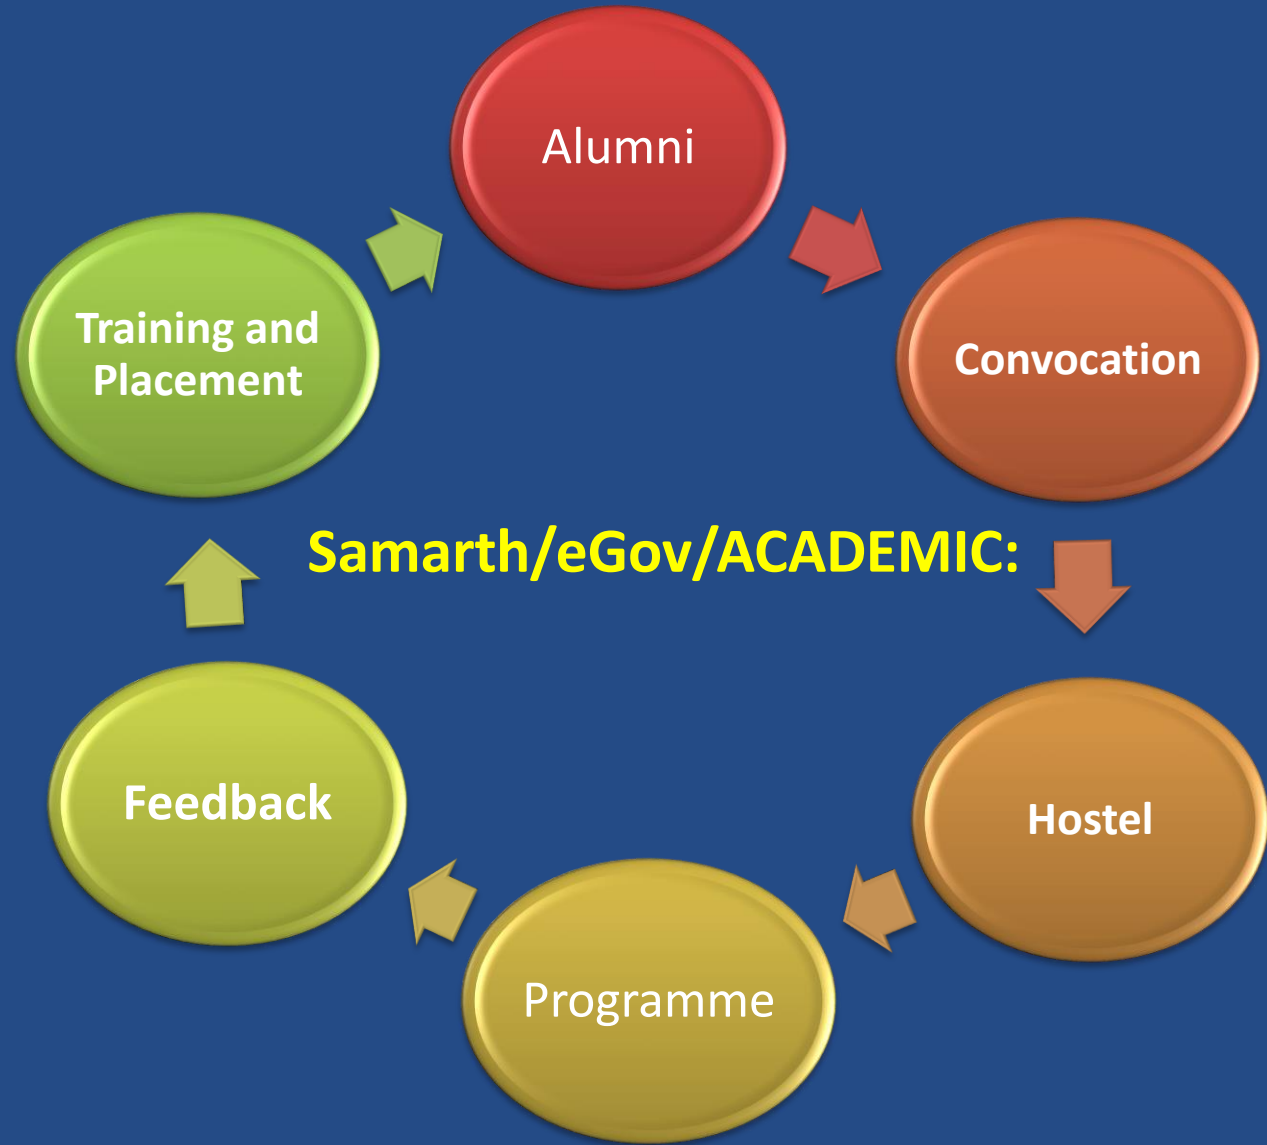 Alumni
Convocation
Hostel
Programme
Feedback
Training and
Placement
Samarth/eGov/ACADEMIC: